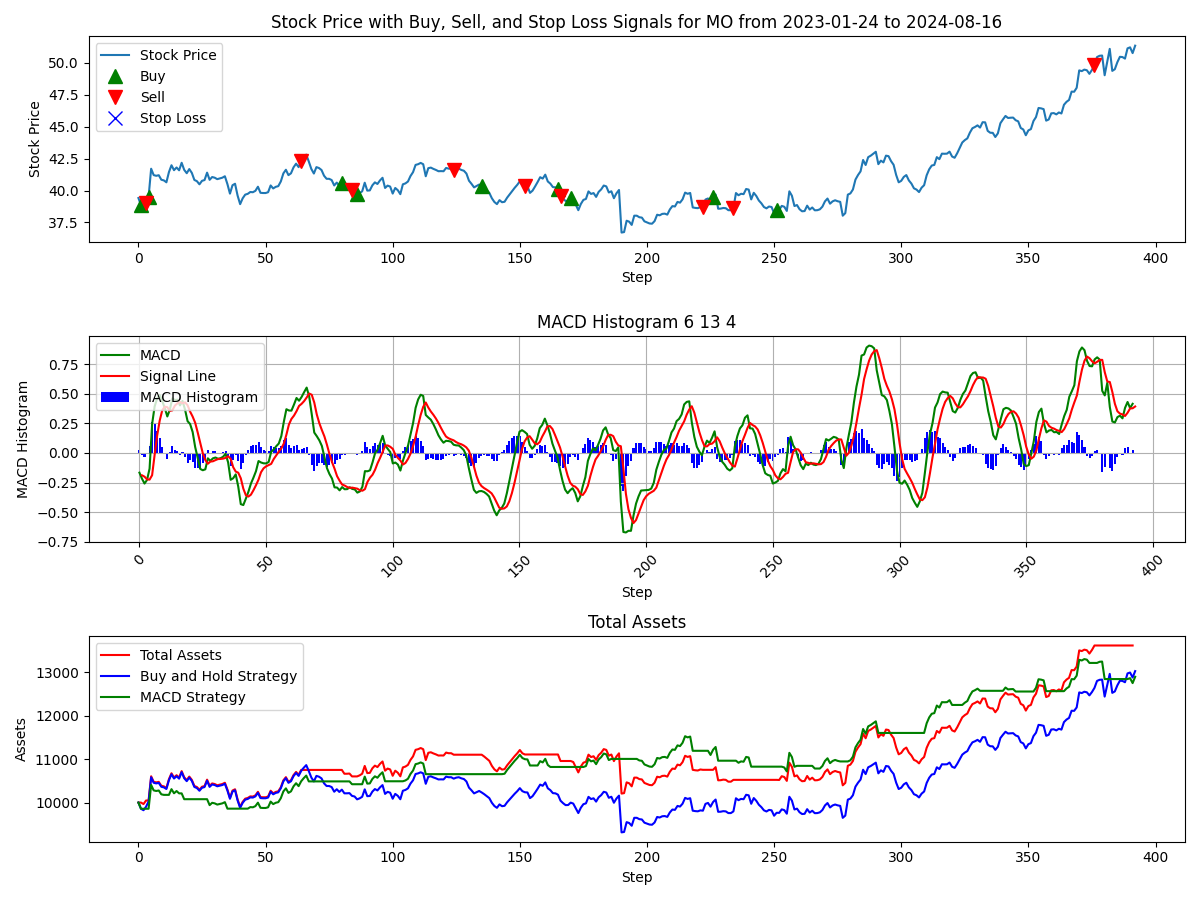 Stock Price with Buy, Sell, and Stop Loss Signals for MO from 2023-01-24 to 2024-08-16
Stock Price
Buy
Sell
Stop Loss
Stock Price
50.0
47.5
45.0
42.5
40.0
37.5
0 50 100 150 200 250 300 350 400
Step
MACD Histogram 6 13 4
MACD
Signal Line
MACD Histogram
MACD Histogram
0.75
0.50
0.25
0.00
−0.25
−0.50
−0.75
0 50 100 150 200 250 300 350 400
Step
Total Assets
Total Assets
Buy and Hold Strategy
MACD Strategy
Assets
13000
12000
11000
10000
0 50 100 150 200 250 300 350 400
Step